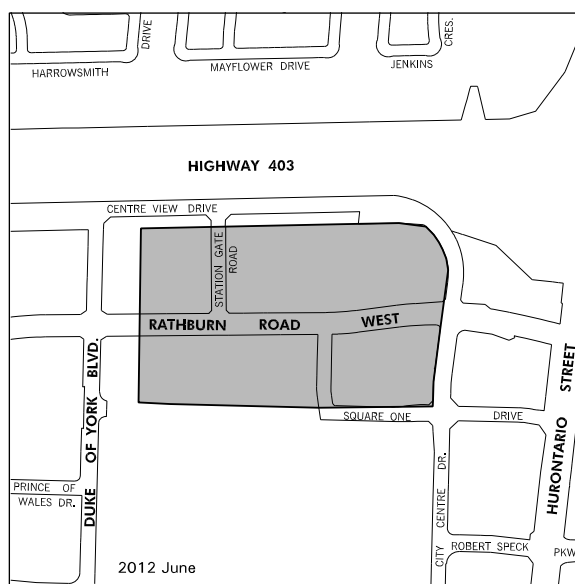 DRIVE
CRES.
HARROWSMITH
MAYFLOWER DRIVE
JENKINS
HIGHWAY 403
CENTRE VIEW DRIVE
STATION GATE
ROAD
RATHBURN ROAD WEST
DUKE OF YORK BLVD.
HURONTARIO STREET
SQUARE ONE DRIVE
CITY CENTRE DR.
PRINCE OF
WALES DR.
ROBERT SPECK PKW
2012 June